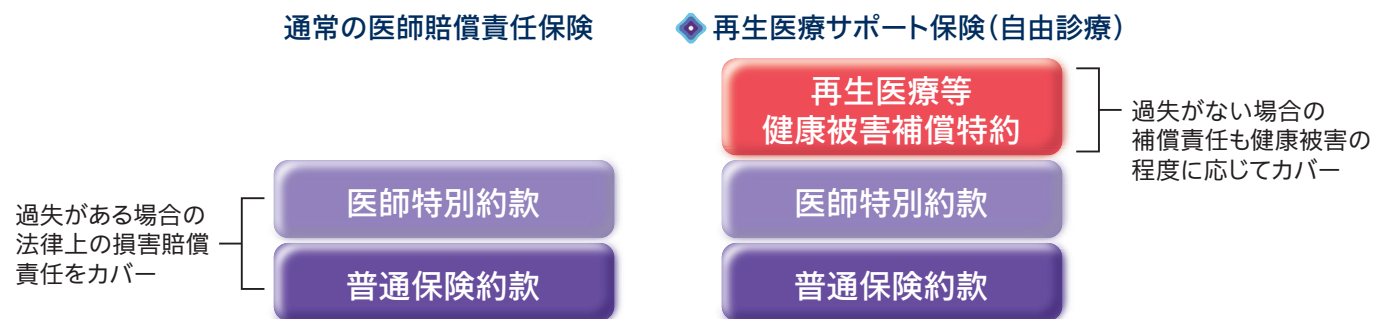 通常の医師賠償責任保険
再生医療サポート保険(自由診療)
再生医療等
健康被害補償特約
過失がない場合の
補償責任も健康被害の
程度に応じてカバー
過失がある場合の
法律上の損害賠償
責任をカバー
医師特別約款
普通保険約款
医師特別約款
普通保険約款